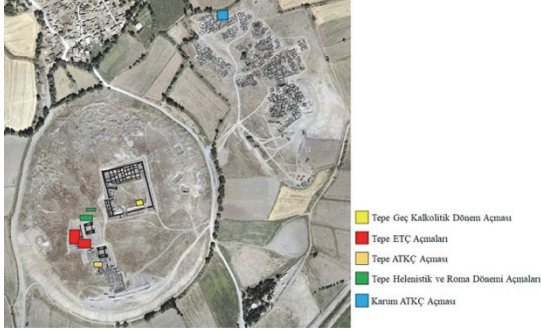 Tepe Geç Kalkolitik Dönem Açması
Tepe ETÇ Açmaları
Tepe ATKÇ Açması
Tepe Helenistik ve Roma Dönemi Açmaları
Karum ATKÇ Açması